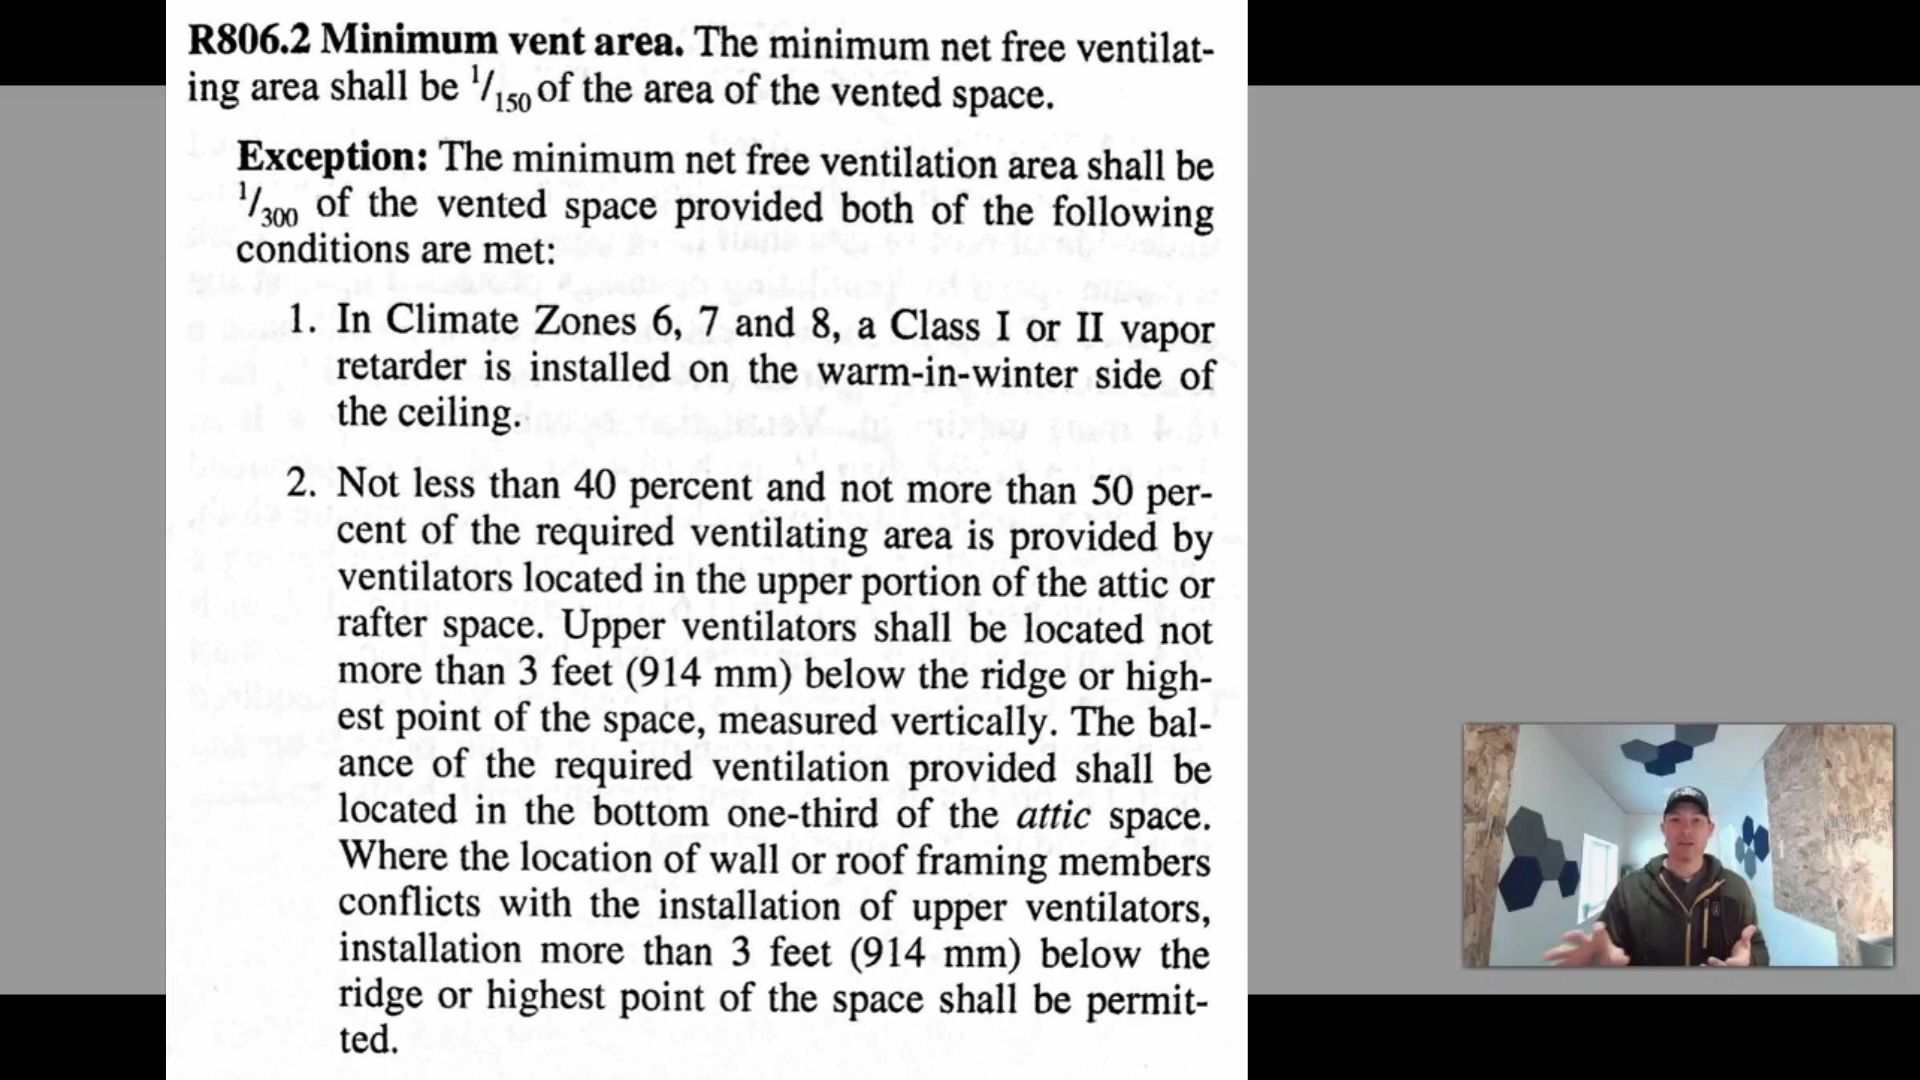 R806.2 Minimum vent area. The minimum net free ventilat-
ing area shall be 1/150 of the area of the vented space.
Exception: The minimum net free ventilation area shall be
1/300 of the vented space provided both of the following
conditions are met:
1. In Climate Zones 6, 7 and 8, a Class I or II vapor
retarder is installed on the warm-in-winter side of
the ceiling.
2. Not less than 40 percent and not more than 50 per-
cent of the required ventilating area is provided by
ventilators located in the upper portion of the attic or
rafter space. Upper ventilators shall be located not
more than 3 feet (914 mm) below the ridge or high-
est point of the space, measured vertically. The bal-
ance of the required ventilation provided shall be
located in the bottom one-third of the attic space.
Where the location of wall or roof framing members
conflicts with the installation of upper ventilators,
installation more than 3 feet (914 mm) below the
ridge or highest point of the space shall be permit-
ted.